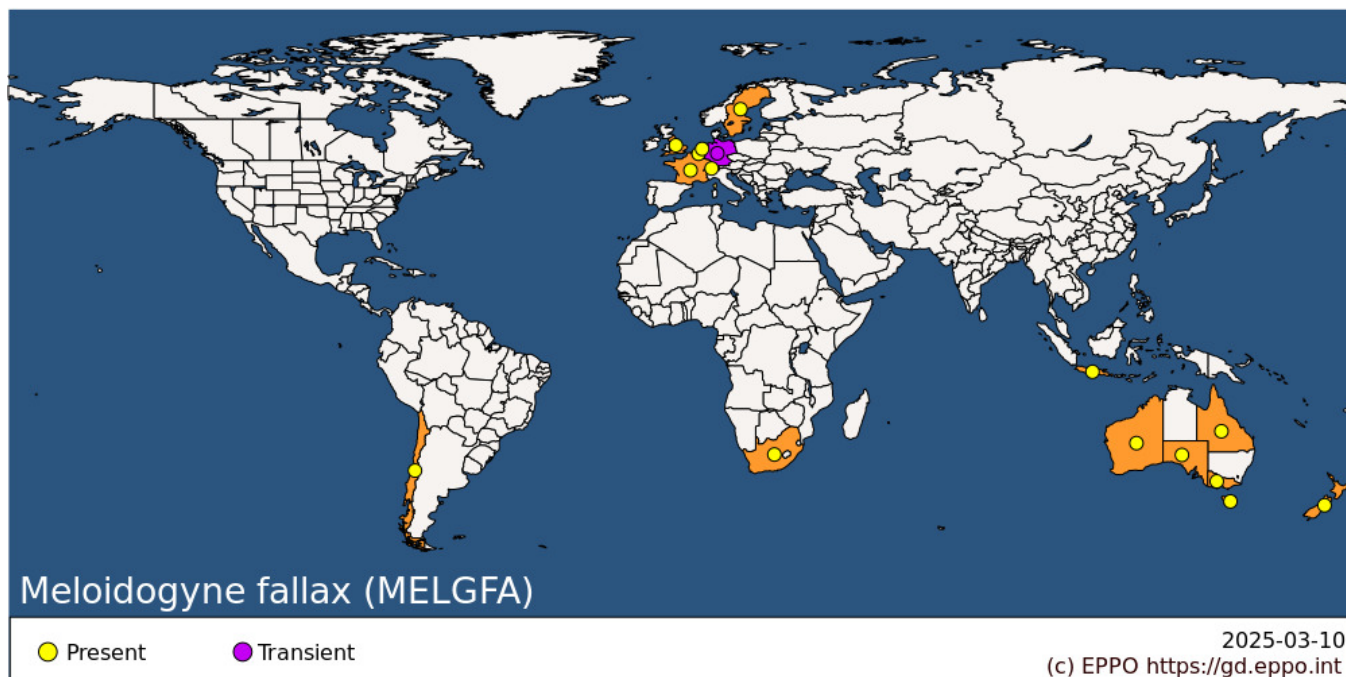 Meloidogyne fallax (MELGFA)
Present
Transient
2025-03-10
(c) EPPO https://gd.eppo.int